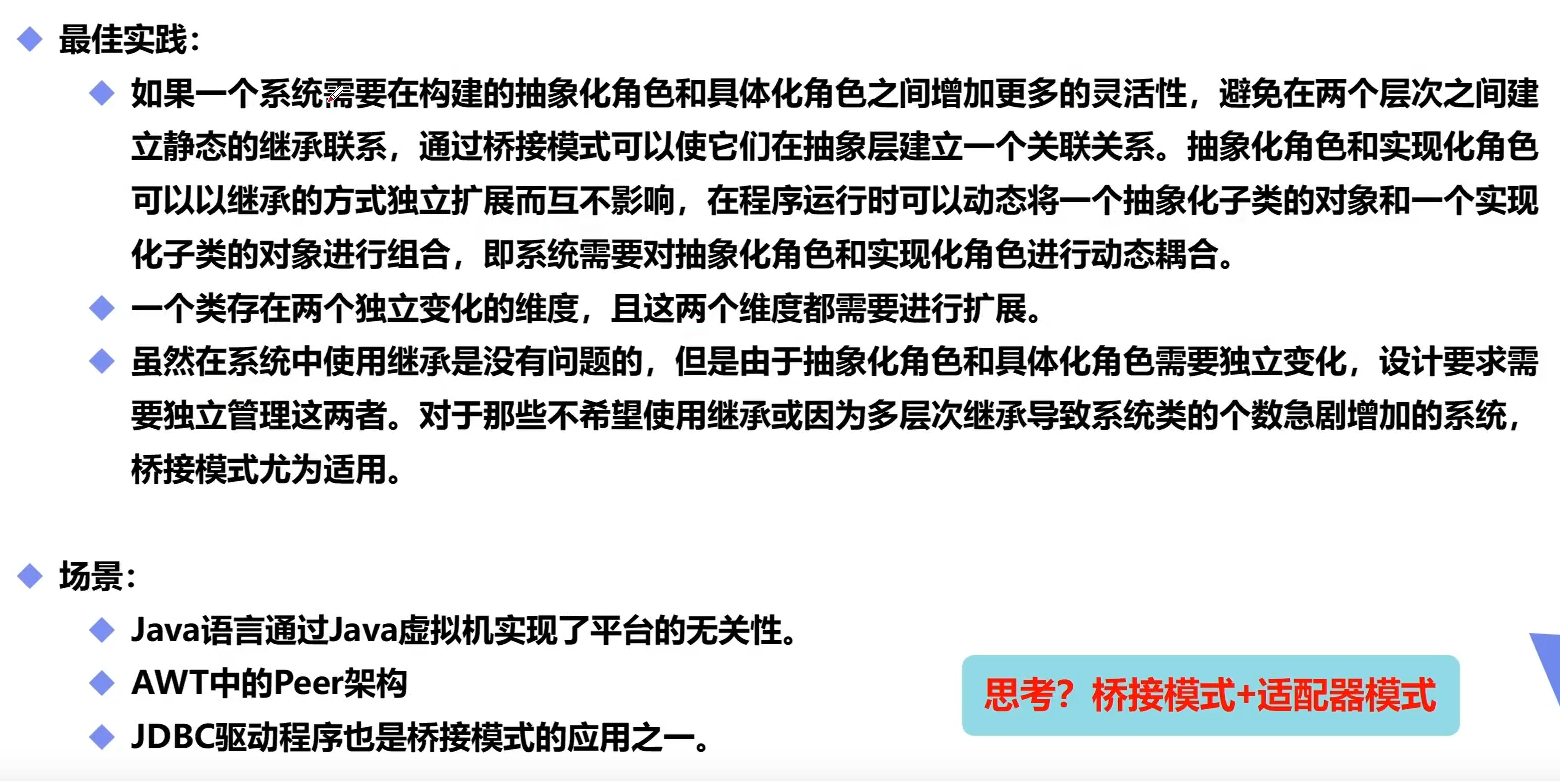 最佳实践：
如果一个系统需要在构建的抽象化角色和具体化角色之间增加更多的灵活性，避免在两个层次之间建
立静态的继承联系，通过桥接模式可以使它们在抽象层建立一个关联关系。抽象化角色和实现化角色
可以以继承的方式独立扩展而互不影响，在程序运行时可以动态将一个抽象化子类的对象和一个实现
化子类的对象进行组合，即系统需要对抽象化角色和实现化角色进行动态耦合。
一个类存在两个独立变化的维度，且这两个维度都需要进行扩展。
虽然在系统中使用继承是没有问题的，但是由于抽象化角色和具体化角色需要独立变化，设计要求需
要独立管理这两者。对于那些不希望使用继承或因为多层次继承导致系统类的个数急剧增加的系统，
桥接模式尤为适用。
场景：
Java语言通过Java虚拟机实现了平台的无关性。
AWT中的Peer架构
JDBC驱动程序也是桥接模式的应用之一。
思考？桥接模式+适配器模式